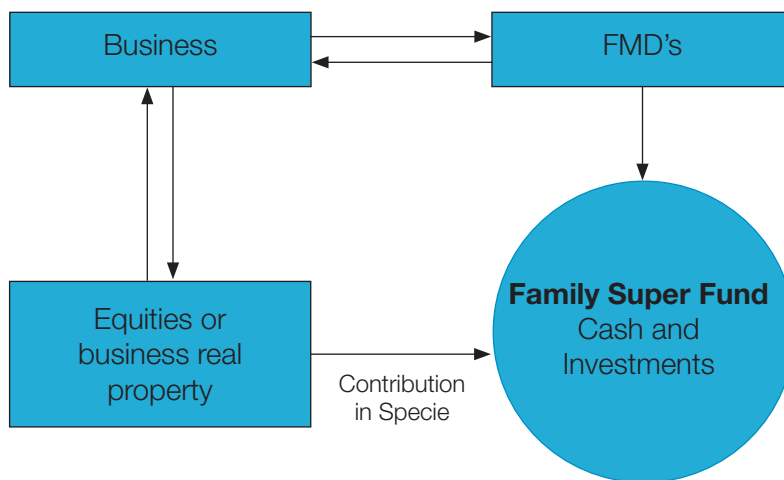 Business
FMD's
Equities or
business real
property
Contribution
in Specie
Family Super Fund
Cash and
Investments